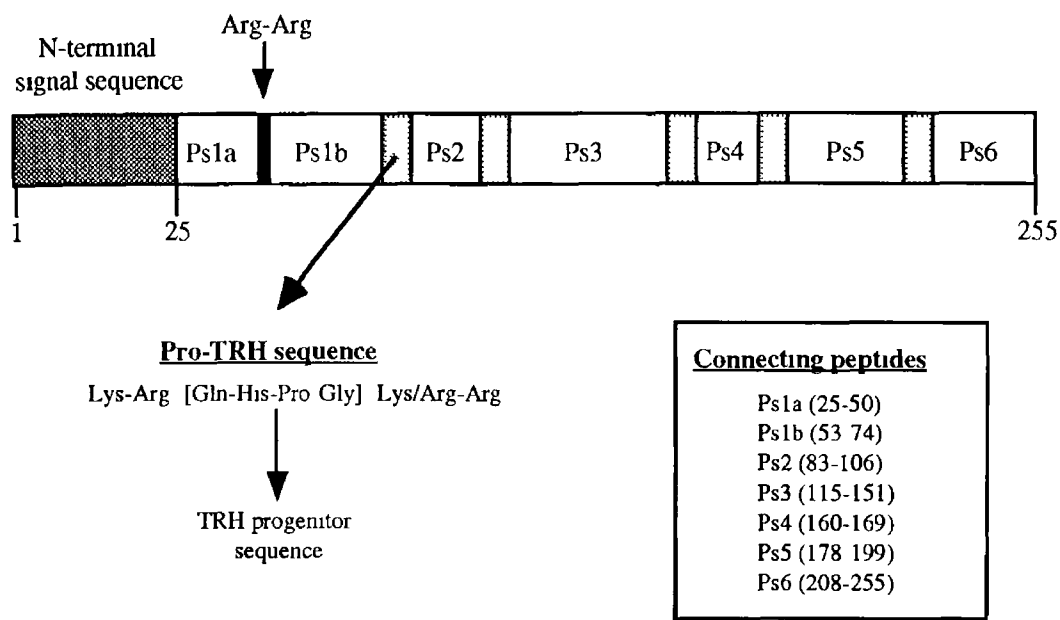 Arg-Arg
N-terminal
signal sequence
Ps1a
Ps1b
Ps2
Ps3
Ps4
Ps5
Ps6
1
25
255
Pro-TRH sequence
Lys-Arg [Gln-His-Pro Gly] Lys/Arg-Arg
TRH progenitor
sequence
Connecting peptides
Ps1a (25-50)
Ps1b (53 74)
Ps2 (83-106)
Ps3 (115-151)
Ps4 (160-169)
Ps5 (178 199)
Ps6 (208-255)